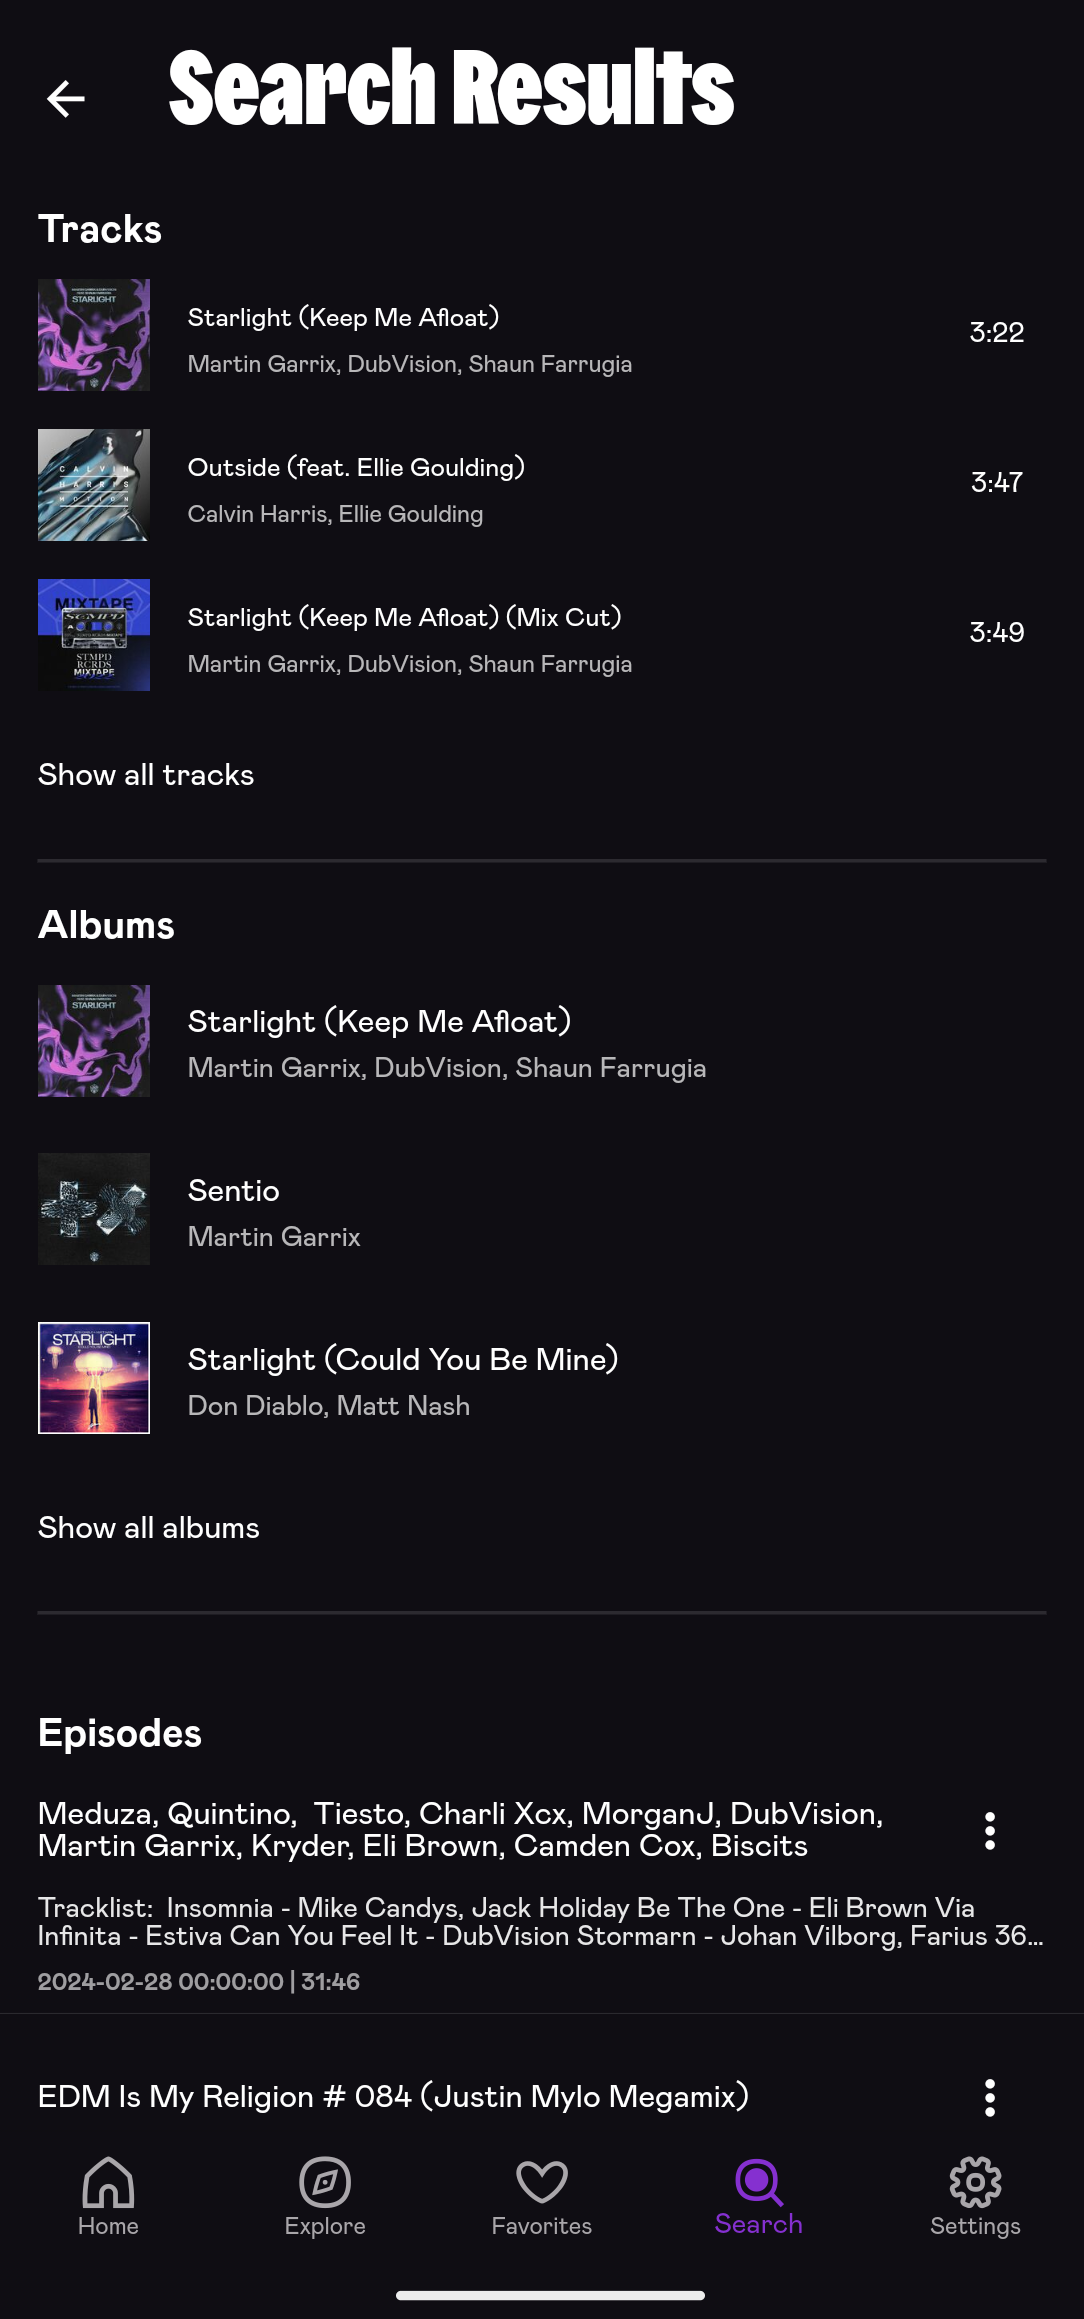 Search Results
Tracks
STARLIGHT
Starlight (Keep Me Afloat)
Martin Garrix, DubVision, Shaun Farrugia
3:22
CALVIN
HARRIS
MOTION
Outside (feat. Ellie Goulding)
Calvin Harris, Ellie Goulding
3:47
MIXTAPE
STMPD
RCRDS
MIXTAPE
Starlight (Keep Me Afloat) (Mix Cut)
Martin Garrix, DubVision, Shaun Farrugia
3:49
Show all tracks
Albums
STARLIGHT
Starlight (Keep Me Afloat)
Martin Garrix, DubVision, Shaun Farrugia
Sentio
Martin Garrix
STARLIGHT
Starlight (Could You Be Mine)
Don Diablo, Matt Nash
Show all albums
Episodes
Meduza, Quintino,  Tiesto, Charli Xcx, MorganJ, DubVision,
Martin Garrix, Kryder, Eli Brown, Camden Cox, Biscits
Tracklist:  Insomnia - Mike Candys, Jack Holiday Be The One - Eli Brown Via
Infinita - Estiva Can You Feel It - DubVision Stormarn - Johan Vilborg, Farius 36...
2024-02-28 00:00:00 | 31:46
EDM Is My Religion # 084 (Justin Mylo Megamix)
Home
Explore
Favorites
Search
Settings